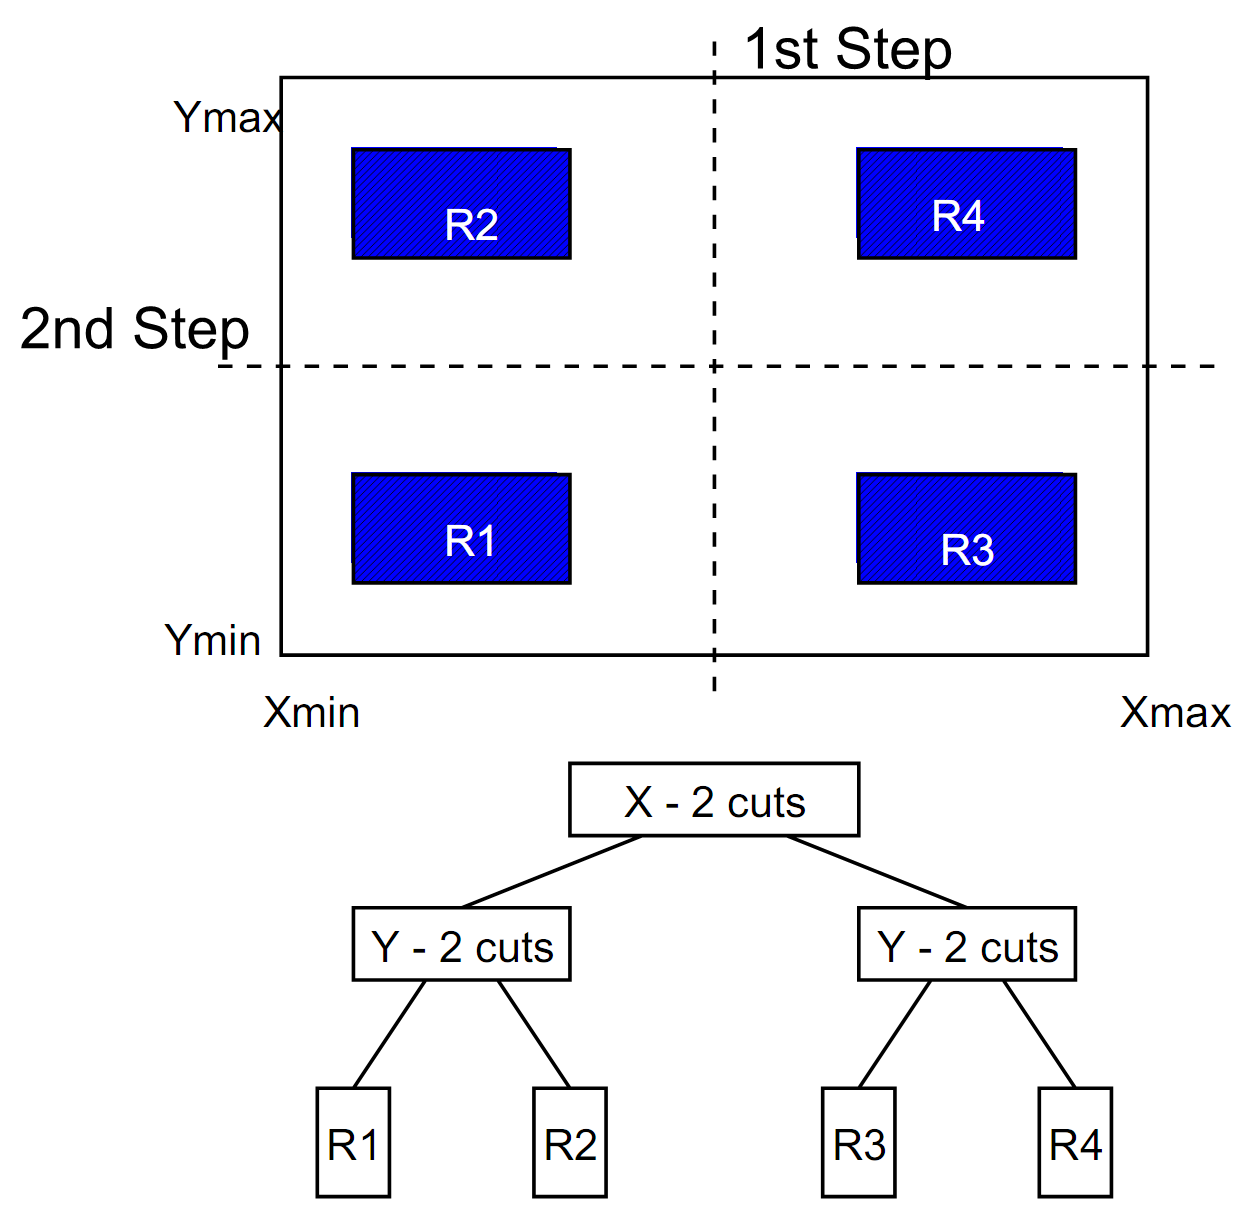 1st Step
Ymax
R2
R4
2nd Step
R1
R3
Ymin
Xmin
Xmax
X - 2 cuts
Y - 2 cuts
Y - 2 cuts
R1
R2
R3
R4